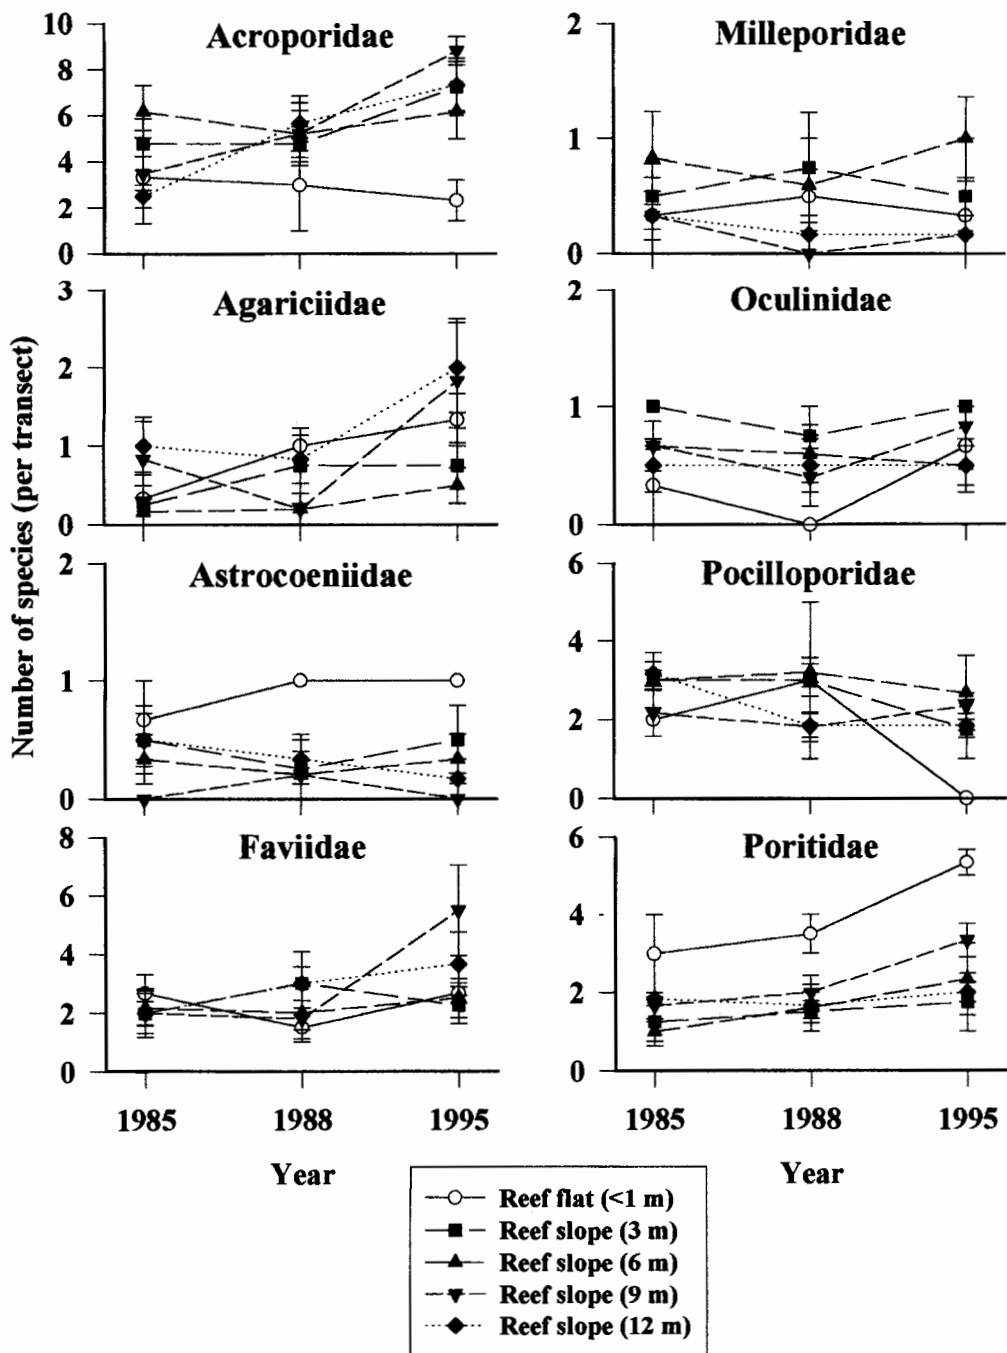 Number of species (per transect)
Acroporidae
10
8
6
4
2
0
Milleporidae
2
1
0
Agariciidae
3
2
1
0
Oculinidae
2
1
0
Astrocoeniidae
2
1
0
Pocilloporidae
6
4
2
0
Faviidae
8
6
4
2
0
Poritidae
6
4
2
0
1985 1988 1995
1985 1988 1995
Year
Year
Reef flat (<1 m)
Reef slope (3 m)
Reef slope (6 m)
Reef slope (9 m)
Reef slope (12 m)